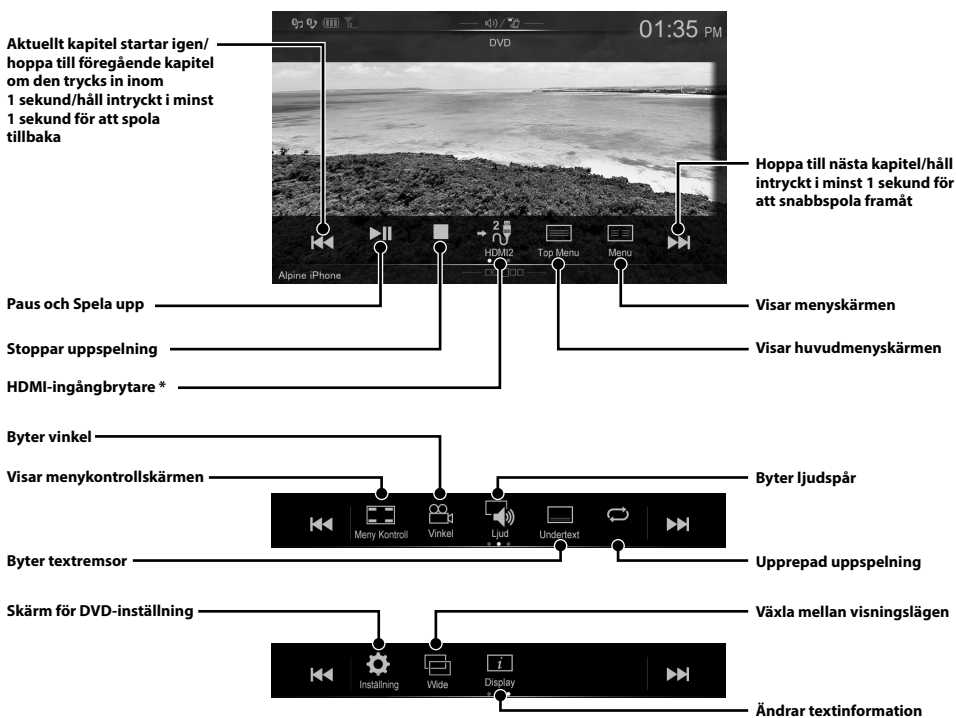 01:35 PM
DVD
Aktuellt kapitel startar igen/
hoppa till föregående kapitel
om den trycks in inom
1 sekund/håll intryckt i minst
1 sekund för att spola
tillbaka
Hoppa till nästa kapitel/håll
intryckt i minst 1 sekund för
att snabbspola framåt
2
HDMI2
Top Menu
Menu
Alpine iPhone
Paus och Spela upp
Visar menyskärmen
Stoppar uppspelning
Visar huvudmenyskärmen
HDMI-ingångbrytare *
Byter vinkel
Visar menykontrollskärmen
Byter ljudspår
Meny Kontroll
Vinkel
Ljud
Undertext
Byter textremsor
Upprepad uppspelning
Skärm för DVD-inställning
Växla mellan visningslägen
Inställning
Wide
i
Display
Ändrar textinformation